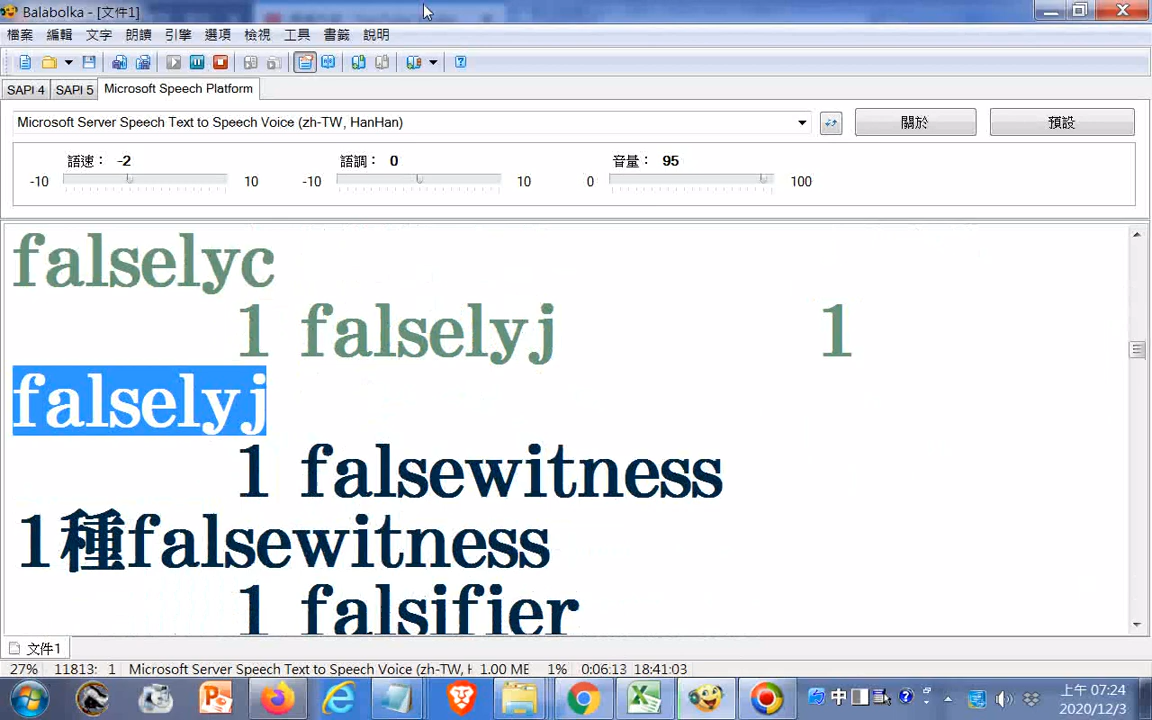 Balabolka - [文件1]
檔案 編輯 文字 朗讀 引擎 選項 檢視 工具 書籤 說明
SAPI 4 SAPI 5 Microsoft Speech Platform
Microsoft Server Speech Text to Speech Voice (zh-TW, HanHan) 關於 預設
語速： -2 語調： 0 音量： 95
-10 10 -10 10 0 100
falselyc
1 falselyj 1
falselyj
1 falsewitness
1種falsewitness
1 falsifier
文件1
27% 11813: 1 Microsoft Server Speech Text to Speech Voice (zh-TW, H 1.00 ME 1% 0:06:13 18:41:03
中 上午 07:24
2020/12/3